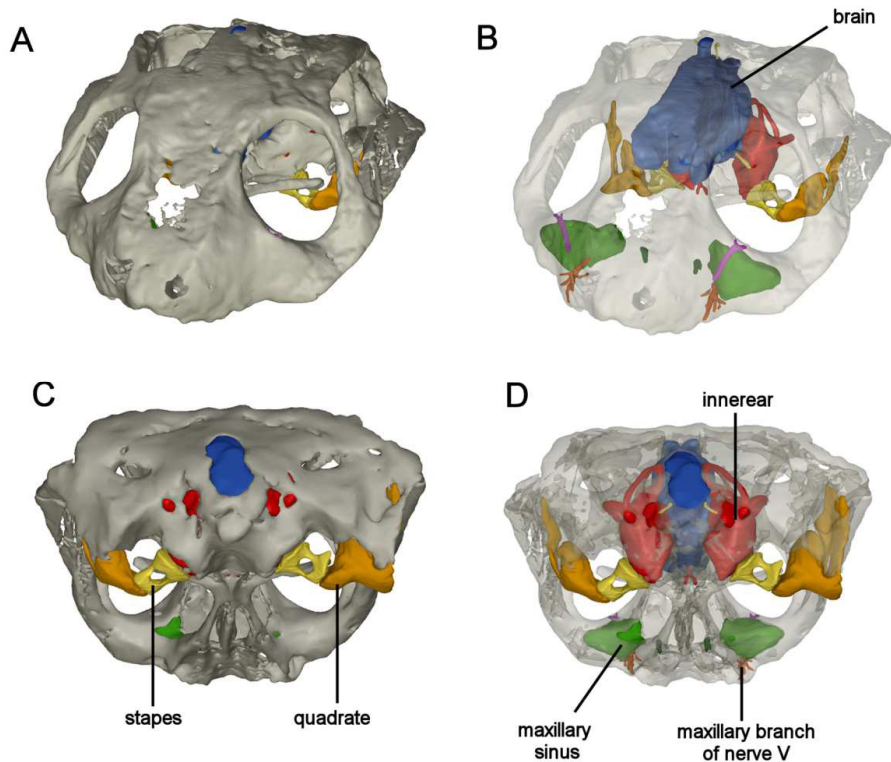 A
B
brain
C
D
innerear
stapes
quadrate
maxillary
sinus
maxillary branch
of nerve V